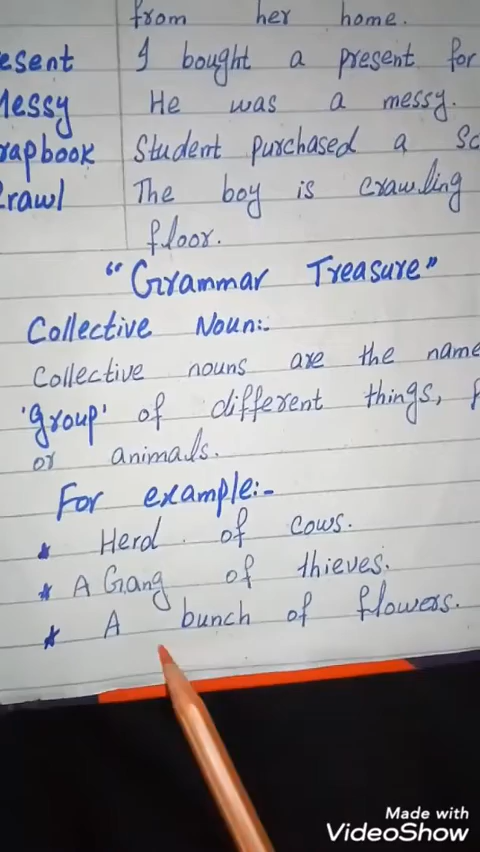 from her home.
esent I bought a present for
Messy He was a messy.
rapbook Student purchased a Sc
Crawl The boy is crawling
floor.
"Grammar Treasure"
Collective Noun:-
Collective nouns are the name
'group' of different things, p
or animals.
For example:-
* Herd of cows.
* A Gang of thieves.
* A bunch of flowers.
Made with
VideoShow